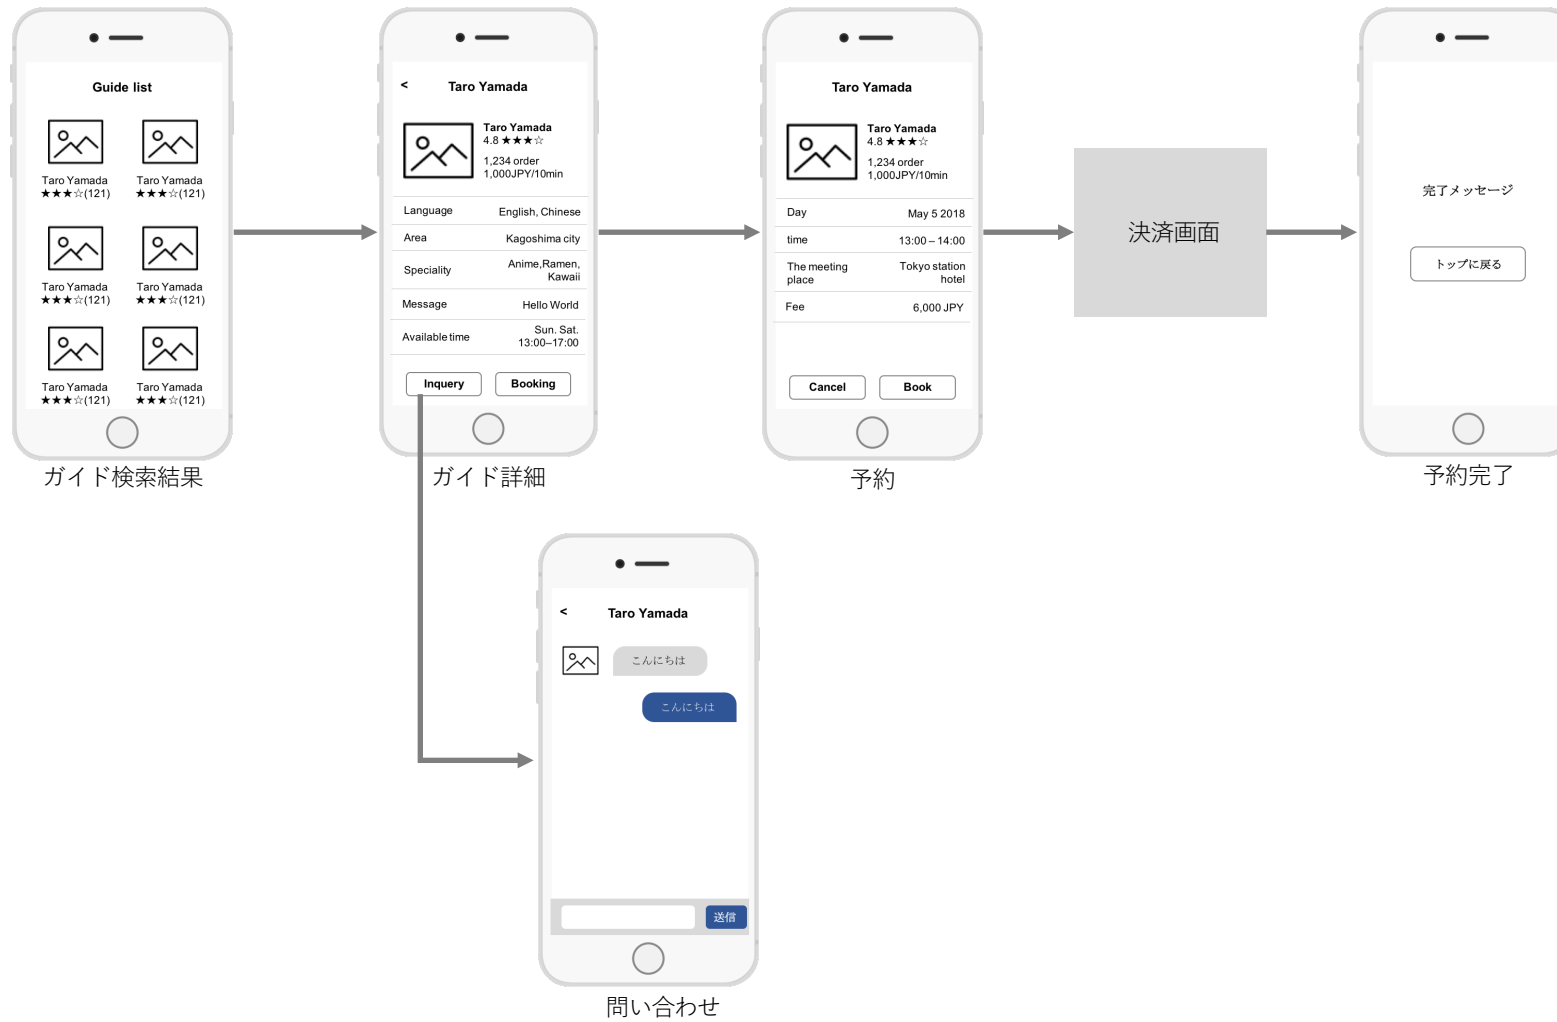 Guide list
Taro Yamada
★★★☆(121)
Taro Yamada
★★★☆(121)
Taro Yamada
★★★☆(121)
Taro Yamada
★★★☆(121)
Taro Yamada
★★★☆(121)
Taro Yamada
★★★☆(121)
ガイド検索結果
<
Taro Yamada
Taro Yamada
4.8 ★★★☆
1,234 order
1,000JPY/10min
Language English, Chinese
Area Kagoshima city
Speciality Anime,Ramen,
Kawaii
Message Hello World
Available time Sun. Sat.
13:00–17:00
Inquery Booking
ガイド詳細
Taro Yamada
Taro Yamada
4.8 ★★★☆
1,234 order
1,000JPY/10min
Day May 5 2018
time 13:00 – 14:00
The meeting Tokyo station
place hotel
Fee 6,000 JPY
Cancel Book
予約
決済画面
完了メッセージ
トップに戻る
予約完了
<
Taro Yamada
こんにちは
こんにちは
送信
問い合わせ